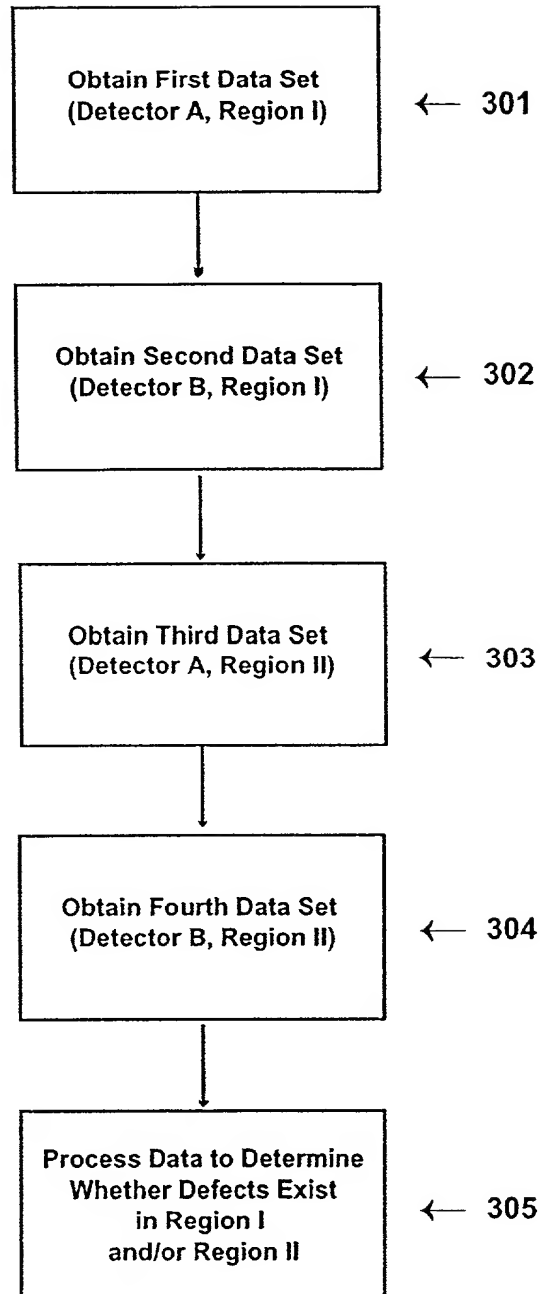 Obtain First Data Set
(Detector A, Region I)
← 301
Obtain Second Data Set
(Detector B, Region I)
← 302
Obtain Third Data Set
(Detector A, Region II)
← 303
Obtain Fourth Data Set
(Detector B, Region II)
← 304
Process Data to Determine
Whether Defects Exist
in Region I
and/or Region II
← 305